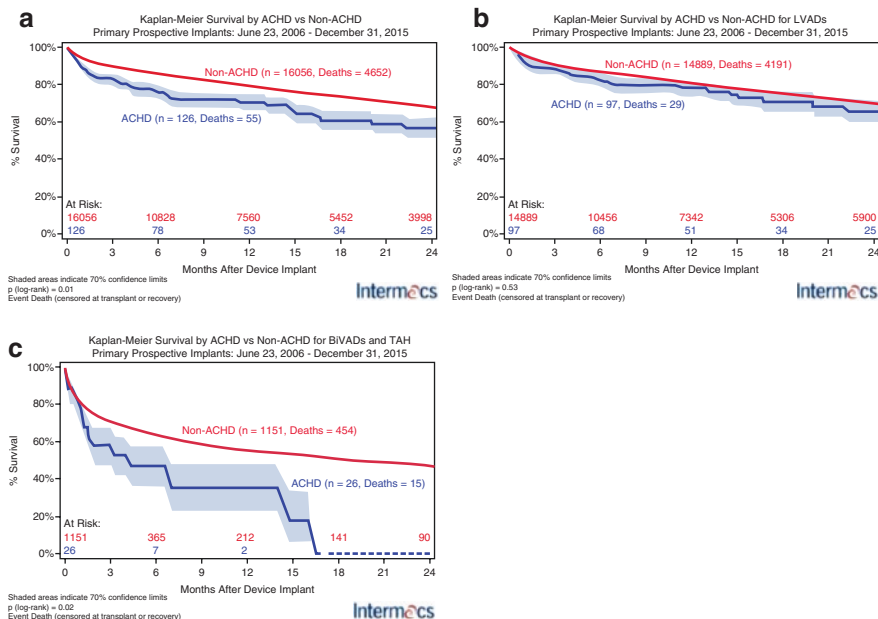 a
Kaplan-Meier Survival by ACHD vs Non-ACHD
Primary Prospective Implants: June 23, 2006 - December 31, 2015
100%
80%
60%
40%
20%
0%
% Survival
Non-ACHD (n = 16056, Deaths = 4652)
ACHD (n = 126, Deaths = 55)
At Risk:
16056 10828 7560 5452 3998
126 78 53 34 25
0 3 6 9 12 15 18 21 24
Months After Device Implant
Shaded areas indicate 70% confidence limits
p (log-rank) = 0.01
Event Death (censored at transplant or recovery)
Intermacs
b
Kaplan-Meier Survival by ACHD vs Non-ACHD for LVADs
Primary Prospective Implants: June 23, 2006 - December 31, 2015
100%
80%
60%
40%
20%
0%
% Survival
Non-ACHD (n = 14889, Deaths = 4191)
ACHD (n = 97, Deaths = 29)
At Risk:
14889 10456 7342 5306 5900
97 68 51 34 25
0 3 6 9 12 15 18 21 24
Months After Device Implant
Shaded areas indicate 70% confidence limits
p (log-rank) = 0.53
Event Death (censored at transplant or recovery)
Intermacs
c
Kaplan-Meier Survival by ACHD vs Non-ACHD for BiVADs and TAH
Primary Prospective Implants: June 23, 2006 - December 31, 2015
100%
80%
60%
40%
20%
0%
% Survival
Non-ACHD (n = 1151, Deaths = 454)
ACHD (n = 26, Deaths = 15)
At Risk:
1151 365 212 141 90
26 7 2
0 3 6 9 12 15 18 21 24
Months After Device Implant
Shaded areas indicate 70% confidence limits
p (log-rank) = 0.02
Event Death (censored at transplant or recovery)
Intermacs